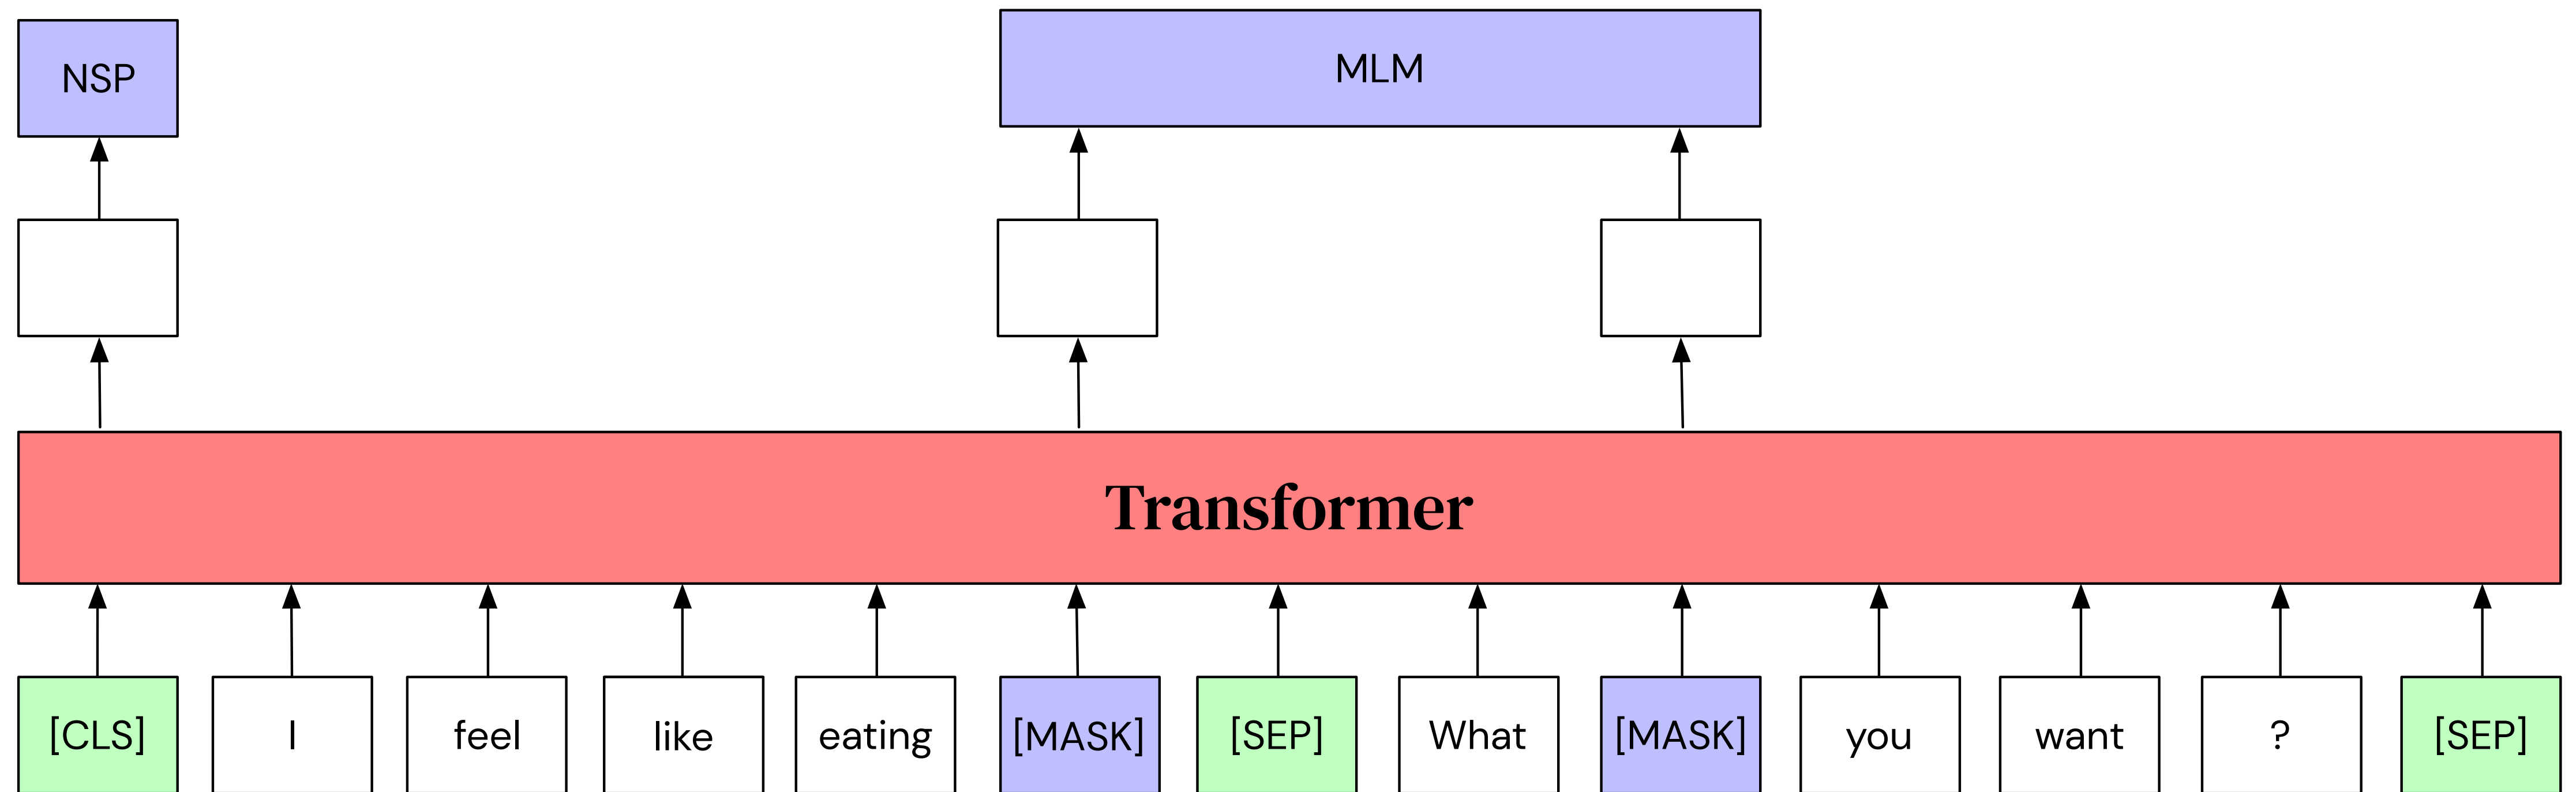 NSP
MLM
Transformer
[CLS] I feel like eating [MASK] [SEP] What [MASK] you want ? [SEP]